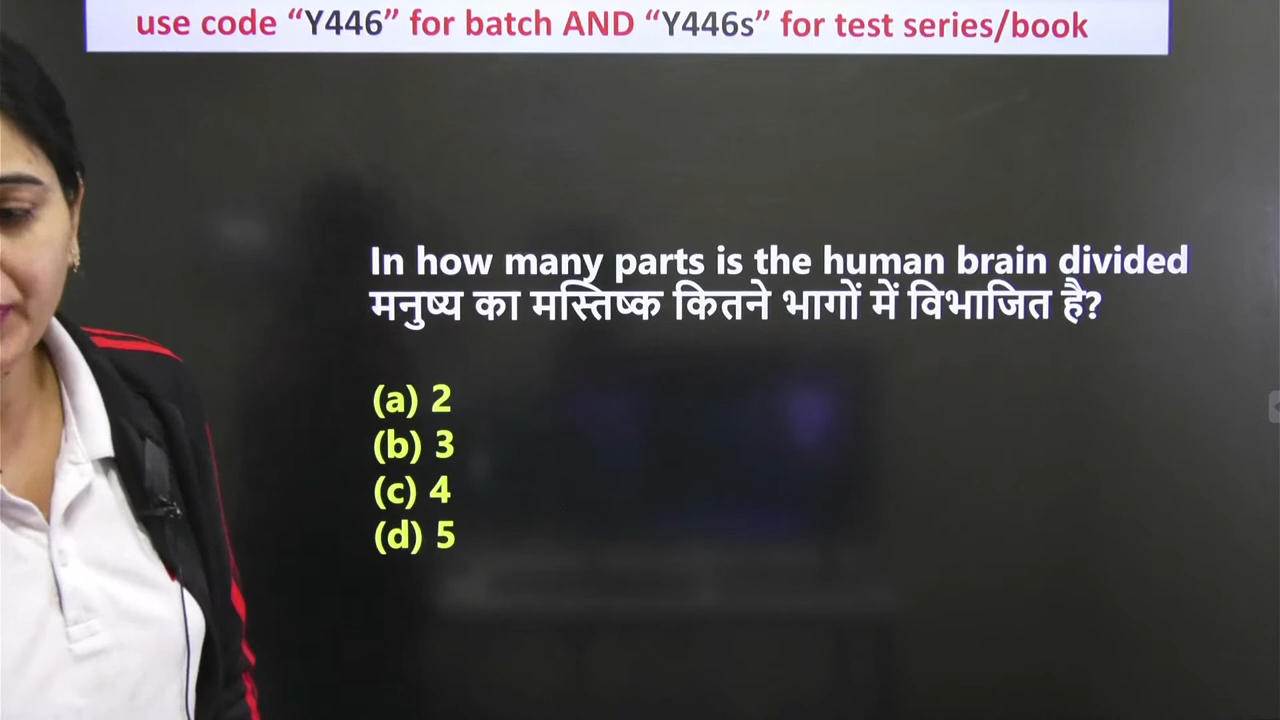 use code “Y446” for batch AND “Y446s” for test series/book
In how many parts is the human brain divided
मनुष्य का मस्तिष्क कितने भागों में विभाजित है?
(a) 2
(b) 3
(c) 4
(d) 5